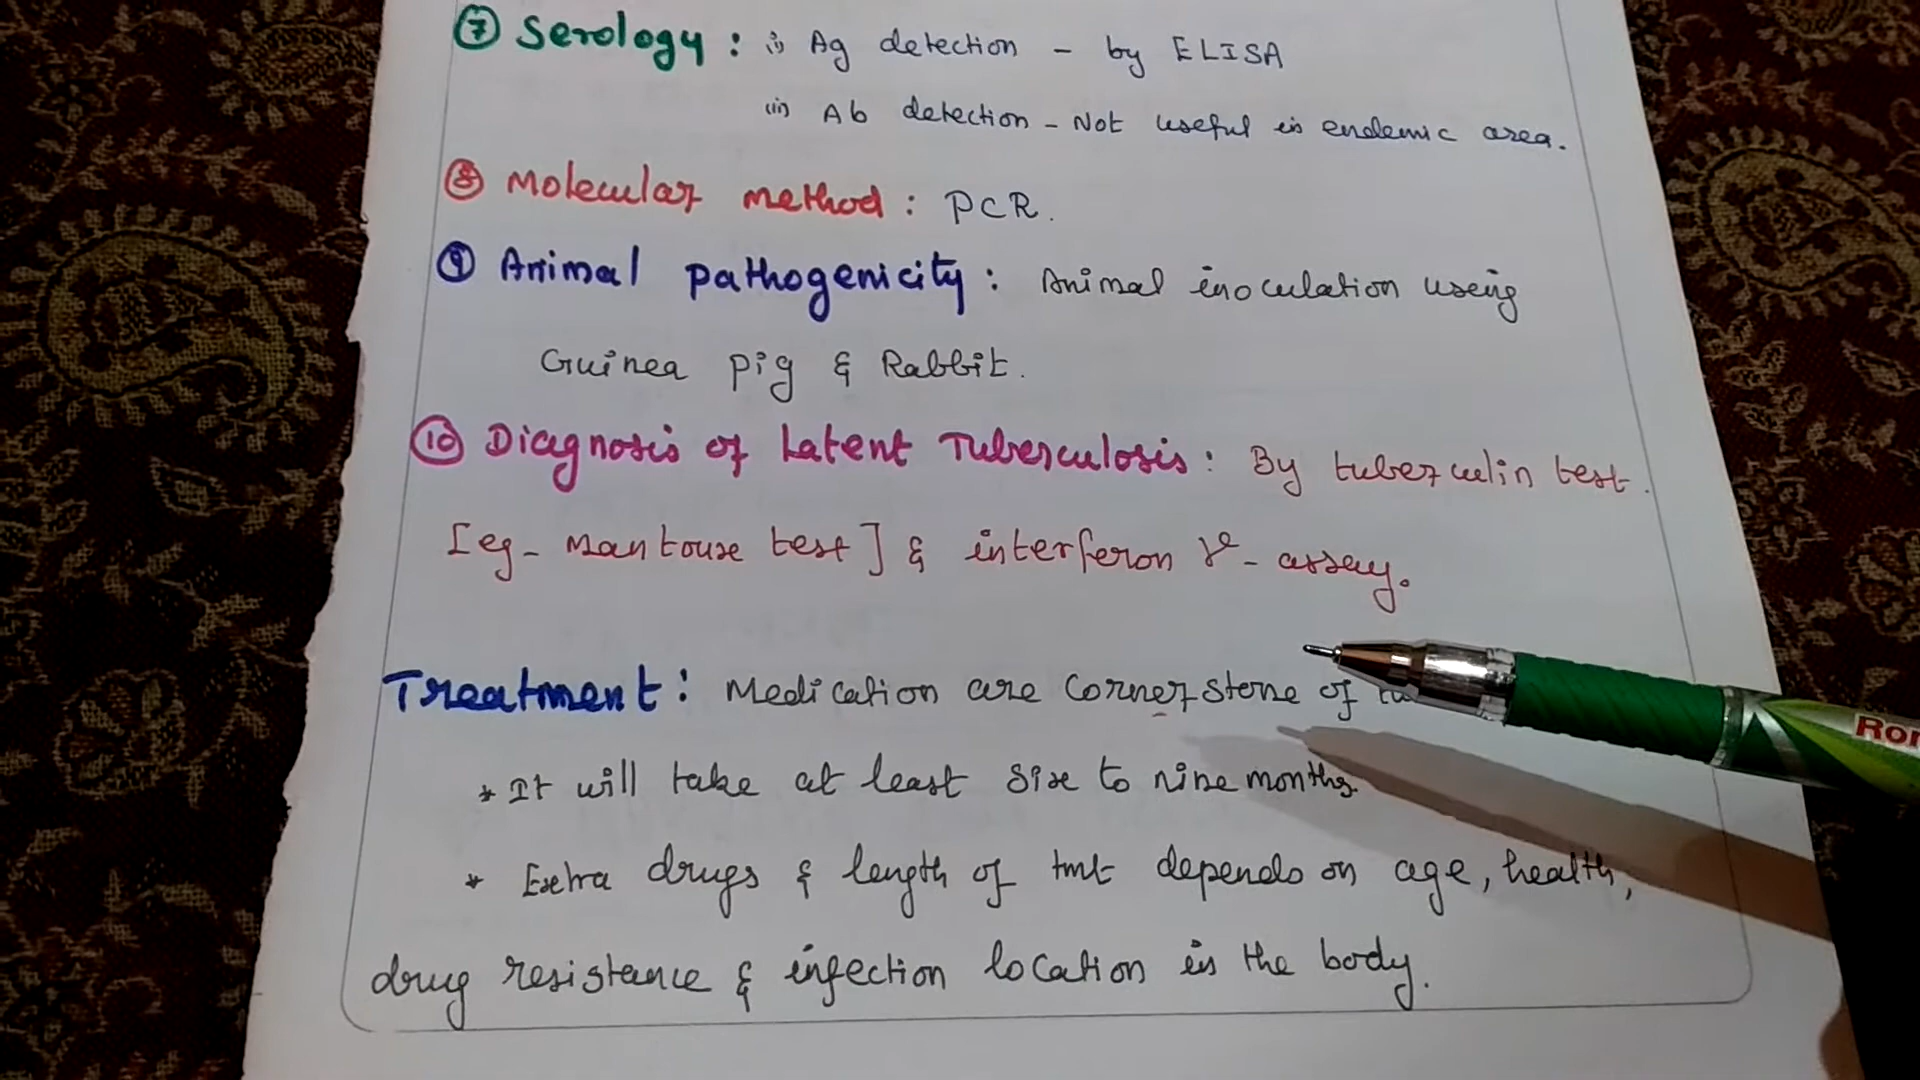 ⑦ Serology : (i) Ag detection - by ELISA
(ii) Ab detection - Not useful in endemic area.
⑧ Molecular method : PCR.
⑨ Animal pathogenicity : Animal inoculation using
Guinea pig & Rabbit.
⑩ Diagnosis of Latent Tuberculosis : By tuberculin test.
[eg- Mantoux test] & interferon γ - assay.
Treatment : Medication are Corner stone of
* It will take at least Six to nine months.
* Extra drugs & length of tmt depends on age, health,
drug resistance & infection location in the body.